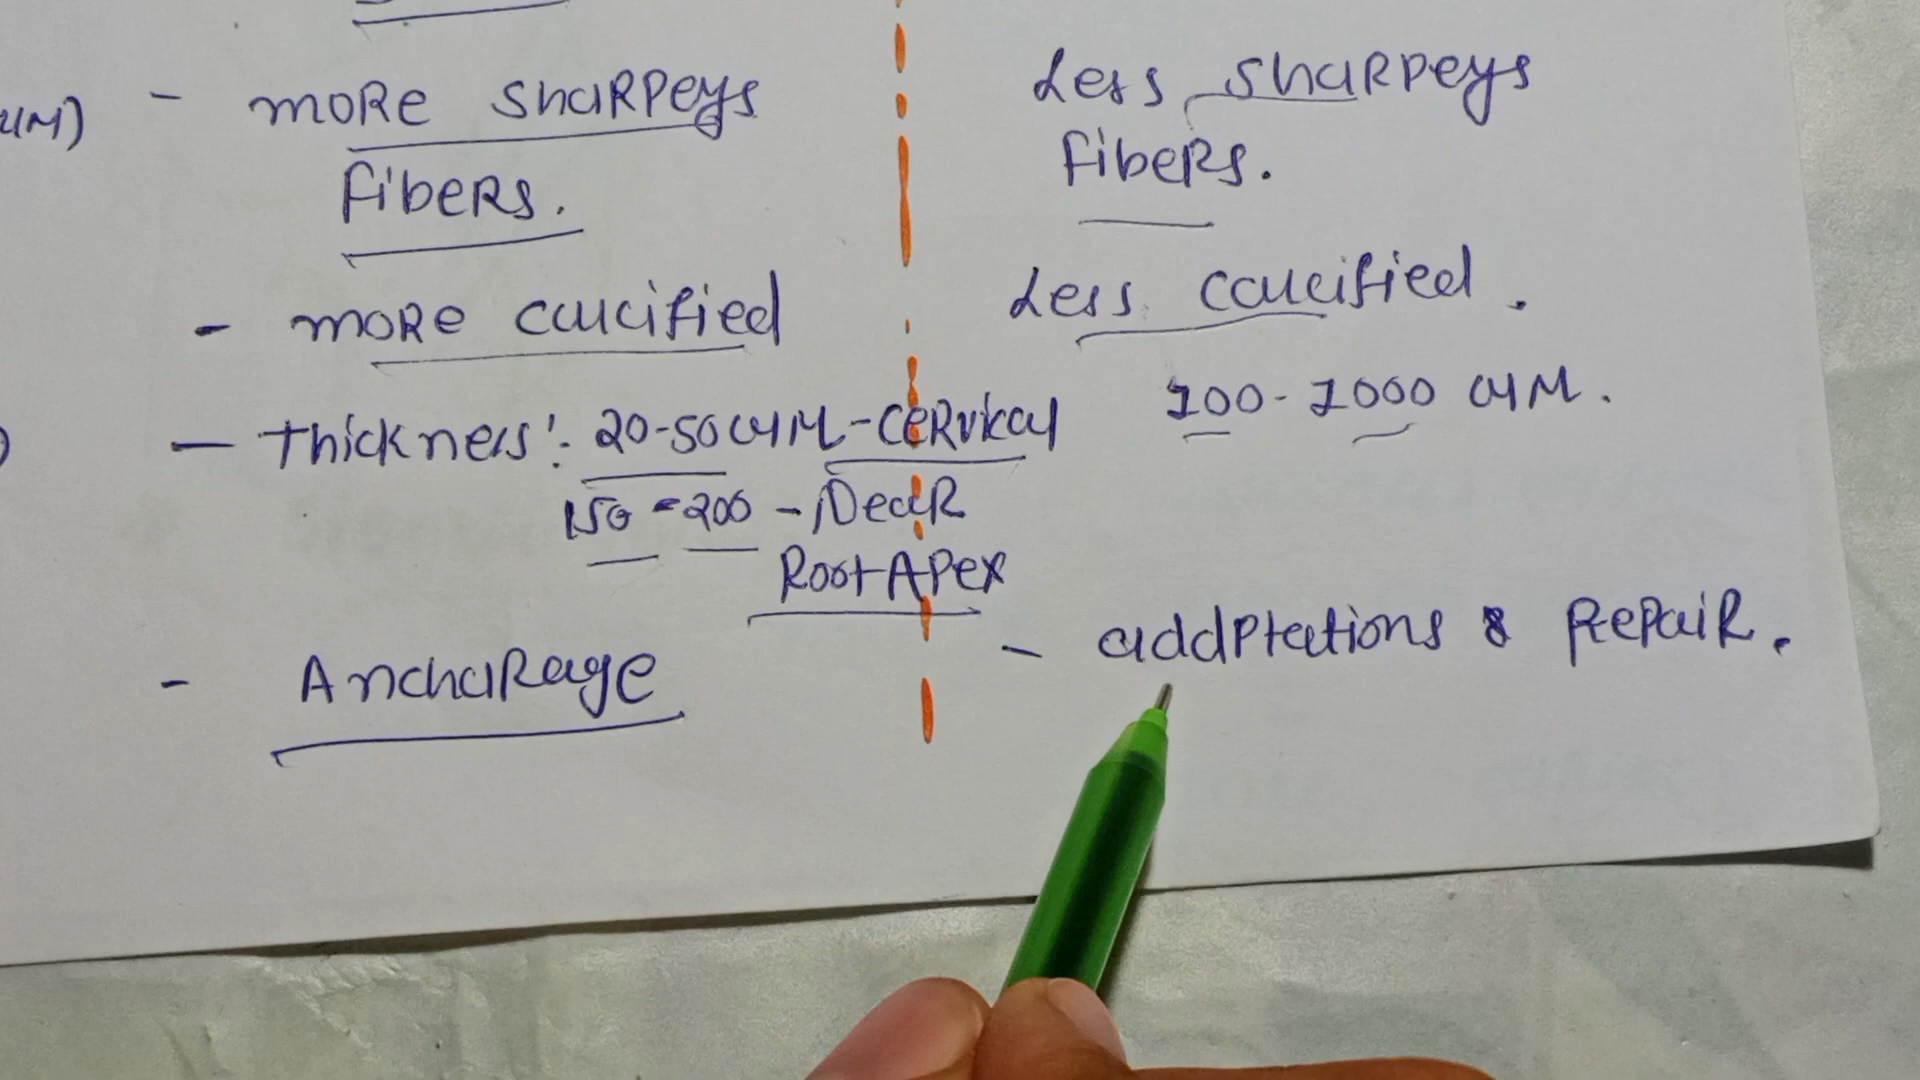 um)
- more sharpeys
fibers.
- more calcified
- thickness:- 20-50 um - cervical
150 - 200 - Near
Root Apex
- Ancharage
Less sharpeys
fibers.
Less calcified.
100 - 1000 um.
- addptations & Repair.